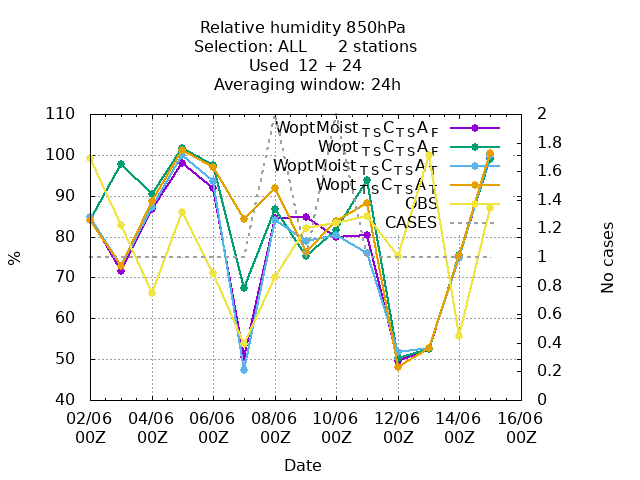 Relative humidity 850hPa
Selection: ALL 2 stations
Used 12 + 24
Averaging window: 24h
110
100
90
80
70
60
50
40
2
1.8
1.6
1.4
1.2
1
0.8
0.6
0.4
0.2
0
WoptMoist TS C TS A F
Wopt TS C TS A F
WoptMoist TS C TS A T
Wopt TS C TS A T
OBS
CASES
%
No cases
02/06 04/06 06/06 08/06 10/06 12/06 14/06 16/06
00Z 00Z 00Z 00Z 00Z 00Z 00Z 00Z
Date